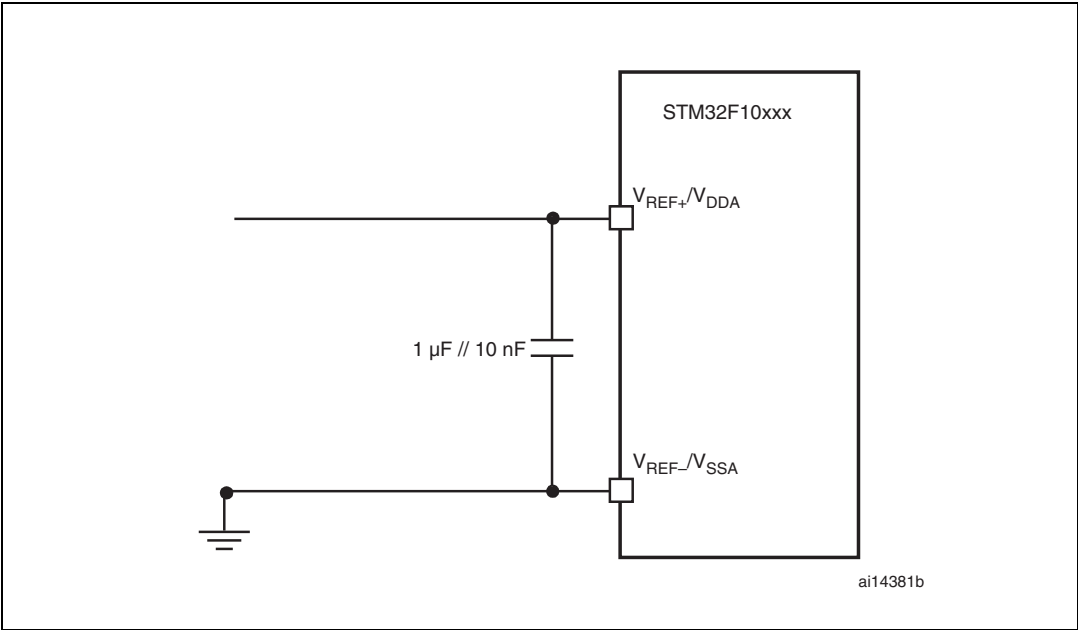 STM32F10xxx
VREF+/VDDA
1 µF // 10 nF
VREF–/VSSA
ai14381b